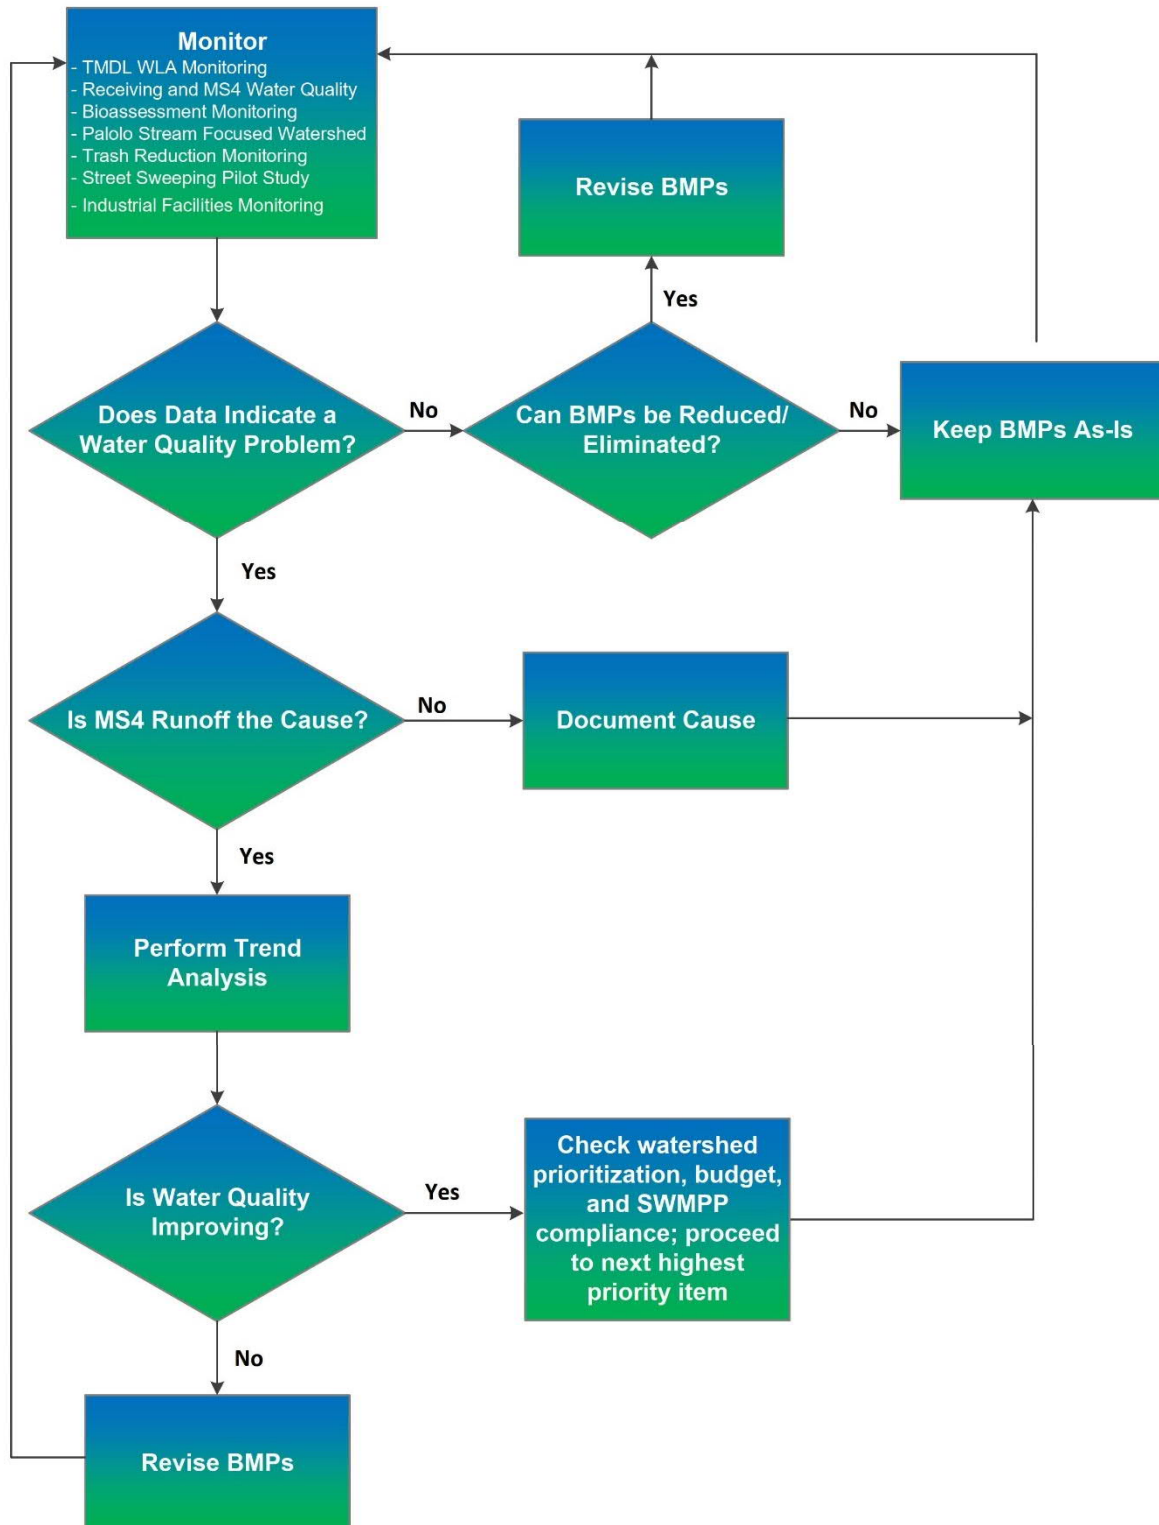 Monitor
- TMDL WLA Monitoring
- Receiving and MS4 Water Quality
- Bioassessment Monitoring
- Palolo Stream Focused Watershed
- Trash Reduction Monitoring
- Street Sweeping Pilot Study
- Industrial Facilities Monitoring
Revise BMPs
Yes
Does Data Indicate a
Water Quality Problem?
No
Can BMPs be Reduced/
Eliminated?
No
Keep BMPs As-Is
Yes
Is MS4 Runoff the Cause?
No
Document Cause
Yes
Perform Trend
Analysis
Is Water Quality
Improving?
Yes
Check watershed
prioritization, budget,
and SWMPP
compliance; proceed
to next highest
priority item
No
Revise BMPs